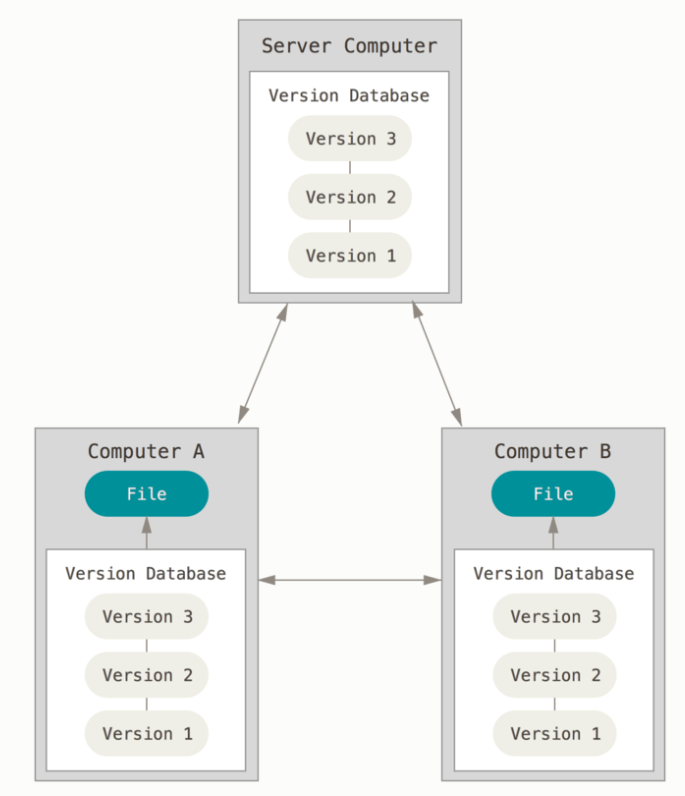 Server Computer
Version Database
Version 3
Version 2
Version 1
Computer A
File
Version Database
Version 3
Version 2
Version 1
Computer B
File
Version Database
Version 3
Version 2
Version 1